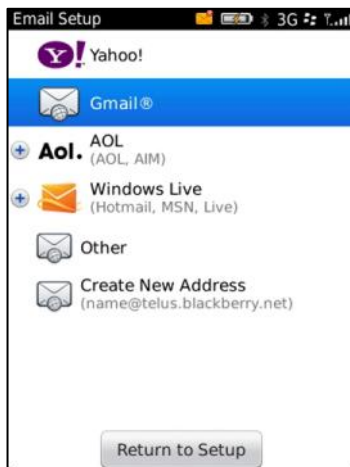 Email Setup 3G
Yahoo!
Gmail®
Aol. AOL
(AOL, AIM)
Windows Live
(Hotmail, MSN, Live)
Other
Create New Address
(name@telus.blackberry.net)
Return to Setup